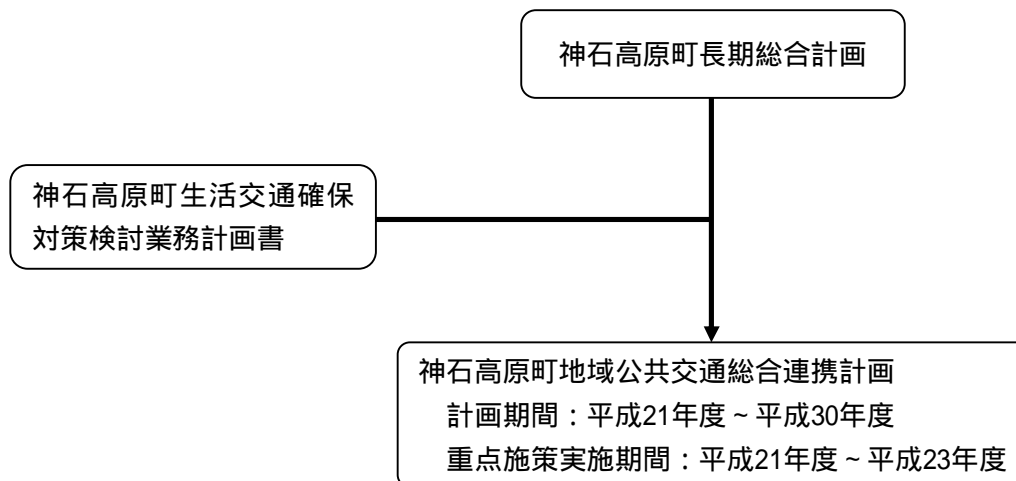 神石高原町長期総合計画
神石高原町生活交通確保
対策検討業務計画書
神石高原町地域公共交通総合連携計画
計画期間：平成21年度～平成30年度
重点施策実施期間：平成21年度～平成23年度